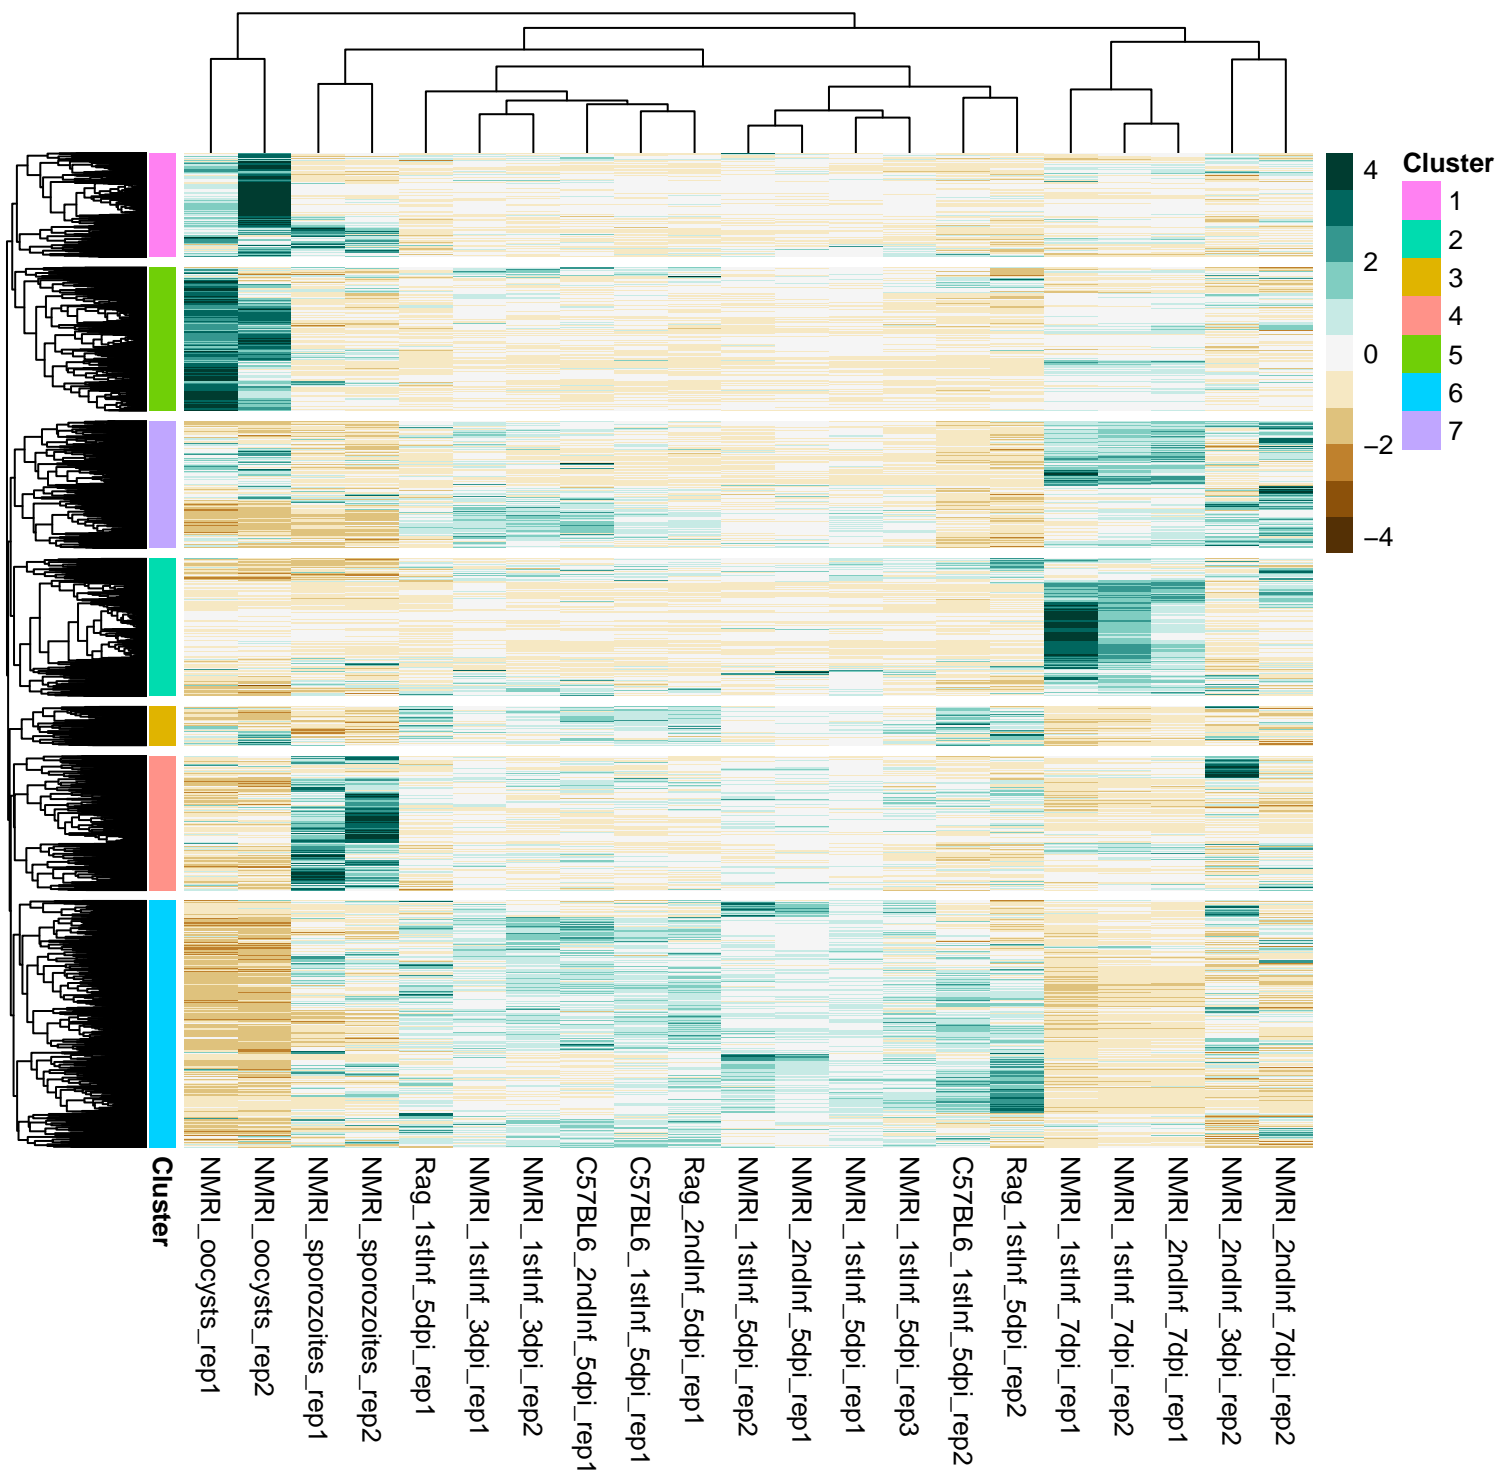 4
2
0
−2
−4
Cluster
1
2
3
4
5
6
7
Cluster
NMRI_oocysts_rep1
NMRI_oocysts_rep2
NMRI_sporozoites_rep1
NMRI_sporozoites_rep2
Rag_1stInf_5dpi_rep1
NMRI_1stInf_3dpi_rep1
NMRI_1stInf_3dpi_rep2
C57BL6_2ndInf_5dpi_rep1
C57BL6_1stInf_5dpi_rep1
Rag_2ndInf_5dpi_rep1
NMRI_1stInf_5dpi_rep2
NMRI_2ndInf_5dpi_rep1
NMRI_1stInf_5dpi_rep1
NMRI_1stInf_5dpi_rep3
C57BL6_1stInf_5dpi_rep2
Rag_1stInf_5dpi_rep2
NMRI_1stInf_7dpi_rep1
NMRI_1stInf_7dpi_rep2
NMRI_2ndInf_7dpi_rep1
NMRI_2ndInf_3dpi_rep2
NMRI_2ndInf_7dpi_rep2